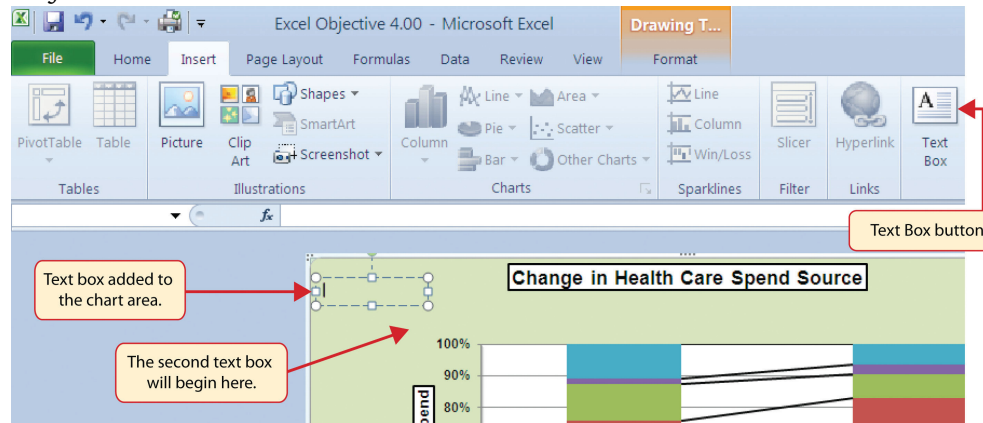 Excel Objective 4.00 - Microsoft Excel
Drawing T...
File Home Insert Page Layout Formulas Data Review View Format
PivotTable
Table
Tables
Picture
Clip
Art
Shapes
SmartArt
Screenshot
Illustrations
Column
Line
Pie
Bar
Area
Scatter
Other Charts
Charts
Line
Column
Win/Loss
Sparklines
Slicer
Filter
Hyperlink
Links
A
Text
Box
fx
Text Box button
Text box added to
the chart area.
Change in Health Care Spend Source
The second text box
will begin here.
100%
90%
80%